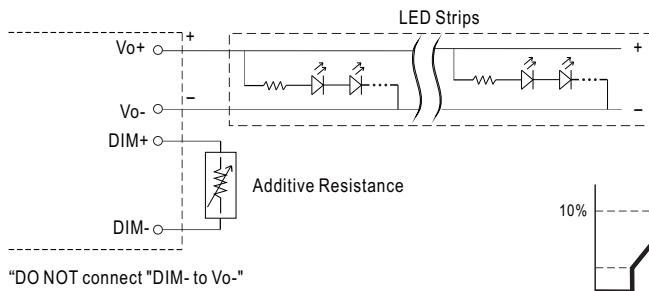 LED Strips
Vo+
+
+
Vo-
–
–
DIM+
Additive Resistance
DIM-
10%
“DO NOT connect "DIM- to Vo-"